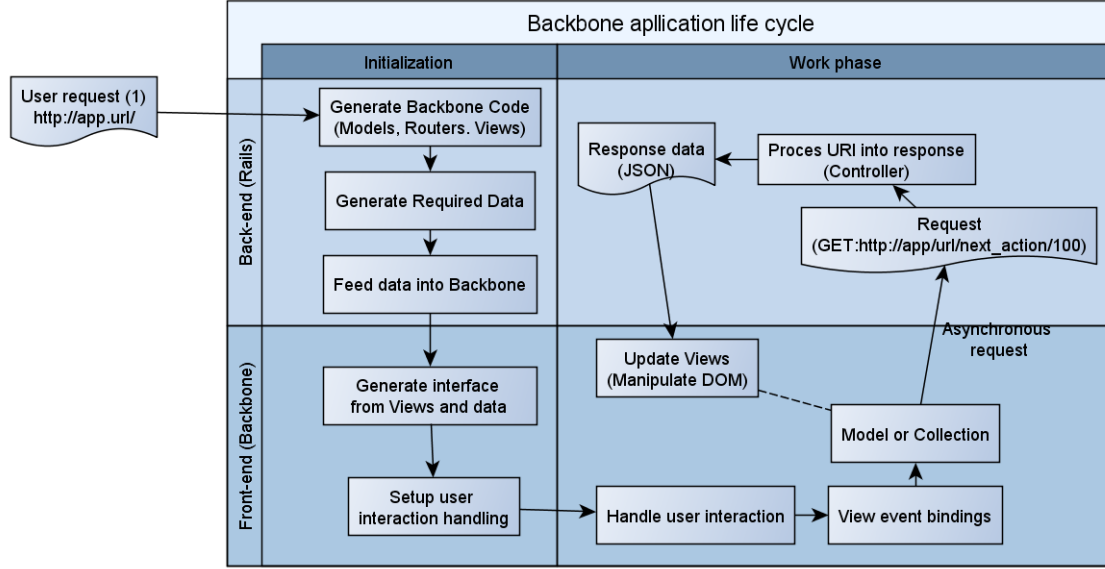 Backbone apllication life cycle
Initialization
Work phase
User request (1)
http://app.url/
Back-end (Rails)
Generate Backbone Code
(Models, Routers. Views)
Generate Required Data
Feed data into Backbone
Response data
(JSON)
Proces URI into response
(Controller)
Request
(GET:http://app/url/next_action/100)
Asynchronous
request
Front-end (Backbone)
Generate interface
from Views and data
Setup user
interaction handling
Update Views
(Manipulate DOM)
Model or Collection
Handle user interaction
View event bindings